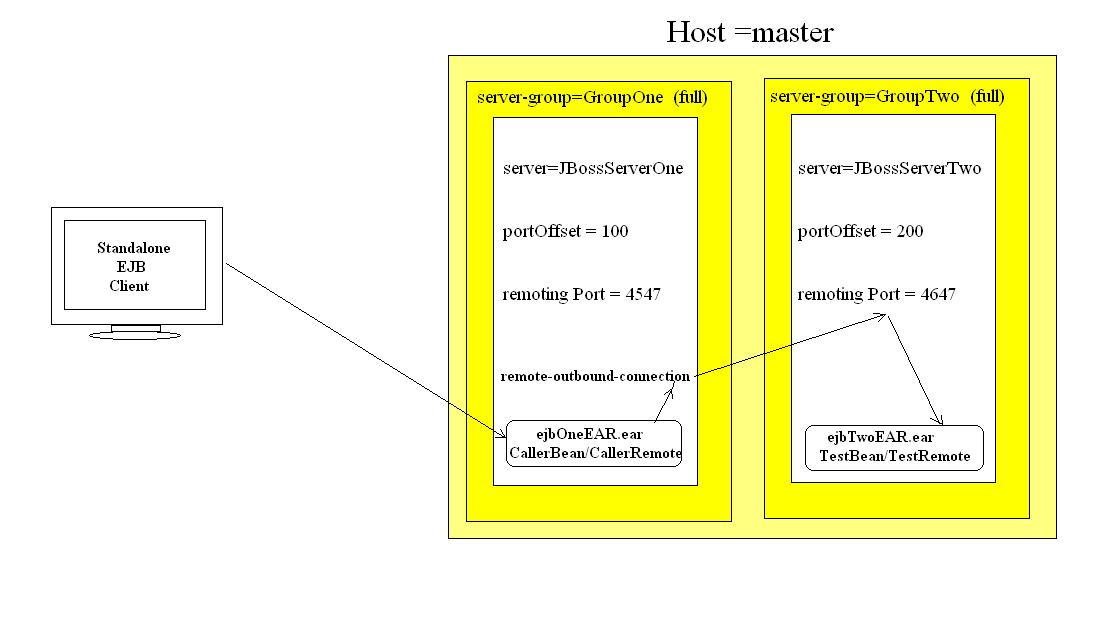 Host =master
server-group=GroupOne (full)
server=JBossServerOne
portOffset = 100
remoting Port = 4547
remote-outbound-connection
ejbOneEAR.ear
CallerBean/CallerRemote
server-group=GroupTwo (full)
server=JBossServerTwo
portOffset = 200
remoting Port = 4647
ejbTwoEAR.ear
TestBean/TestRemote
Standalone
EJB
Client